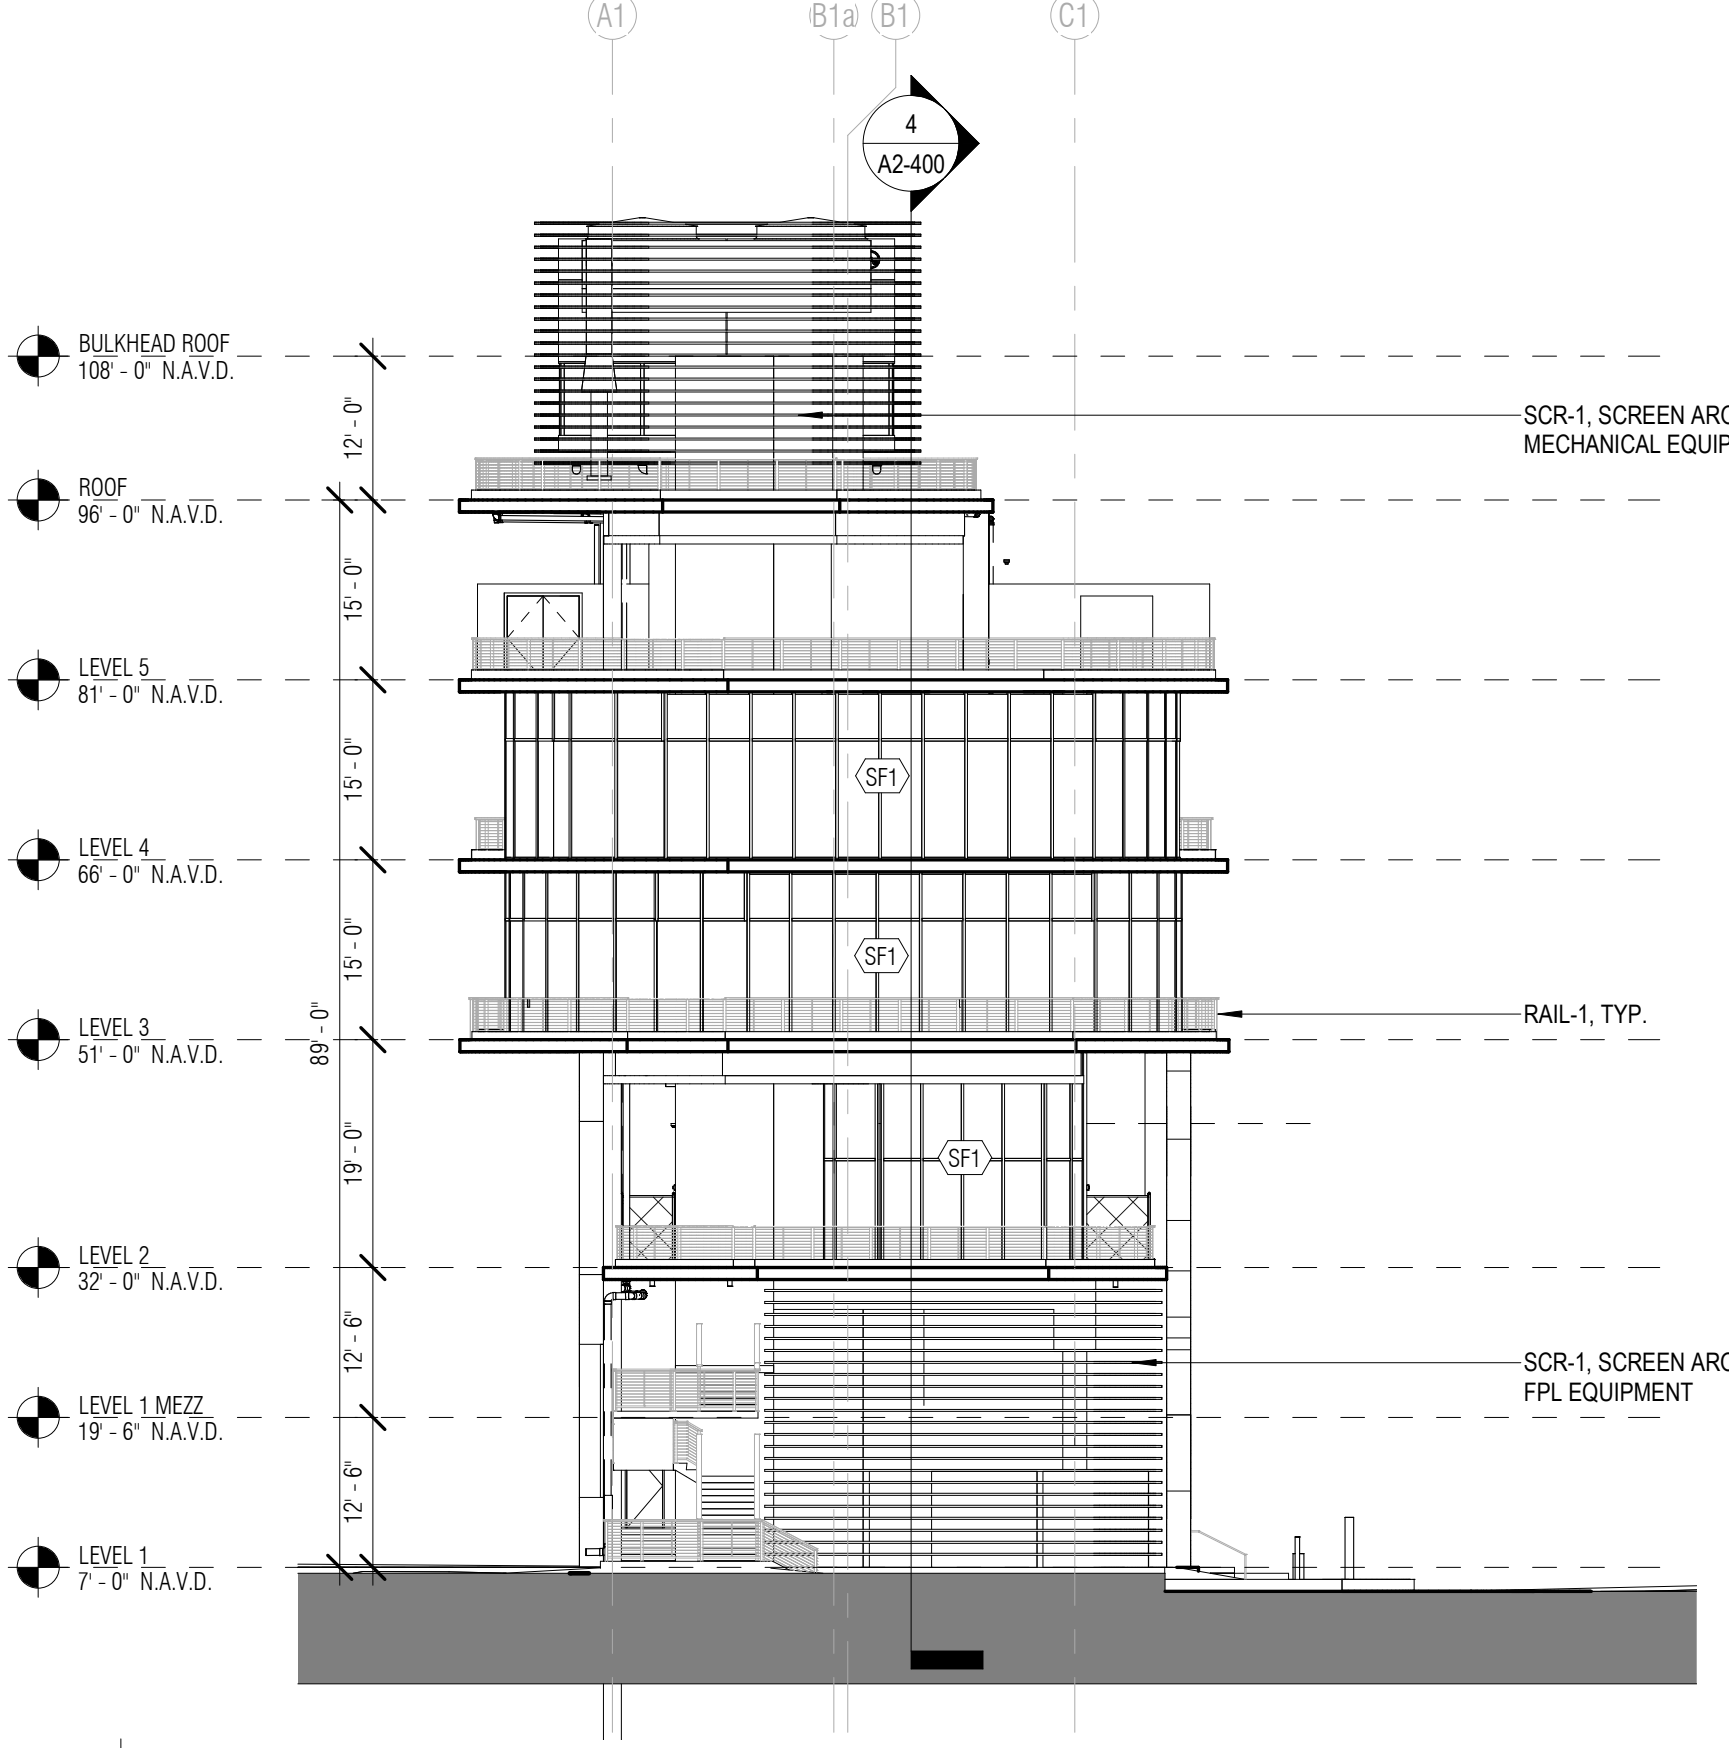 A1
B1a
B1
C1
4
A2-400
BULKHEAD ROOF
108' - 0" N.A.V.D.
12' - 0"
SCR-1, SCREEN ARC
MECHANICAL EQUIP
ROOF
96' - 0" N.A.V.D.
15' - 0"
LEVEL 5
81' - 0" N.A.V.D.
15' - 0"
SF1
LEVEL 4
66' - 0" N.A.V.D.
15' - 0"
SF1
89' - 0"
RAIL-1, TYP.
LEVEL 3
51' - 0" N.A.V.D.
19' - 0"
SF1
LEVEL 2
32' - 0" N.A.V.D.
12' - 6"
SCR-1, SCREEN ARC
FPL EQUIPMENT
LEVEL 1 MEZZ
19' - 6" N.A.V.D.
12' - 6"
LEVEL 1
7' - 0" N.A.V.D.